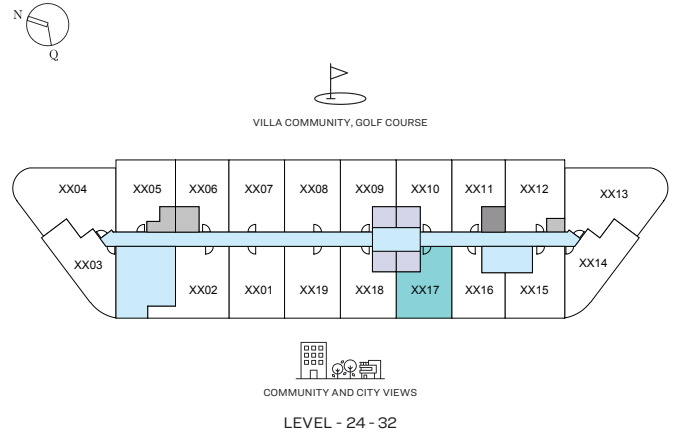 N
Q
VILLA COMMUNITY, GOLF COURSE
XX04 XX05 XX06 XX07 XX08 XX09 XX10 XX11 XX12 XX13
XX03 XX02 XX01 XX19 XX18 XX17 XX16 XX15 XX14
COMMUNITY AND CITY VIEWS
LEVEL - 24 - 32